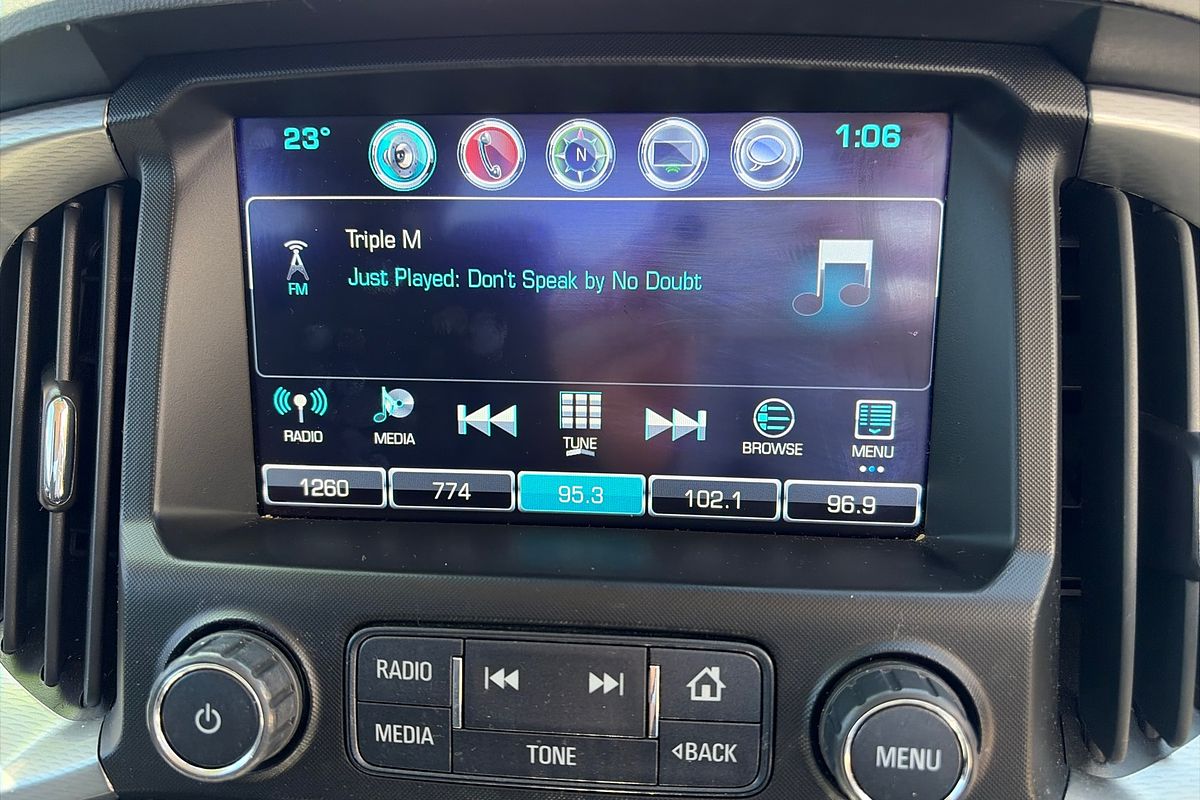 23°
N
1:06
Triple M
FM
Just Played: Don't Speak by No Doubt
RADIO
MEDIA
TUNE
BROWSE
MENU
1260
774
95.3
102.1
96.9
RADIO
MEDIA
TONE
◁BACK
MENU